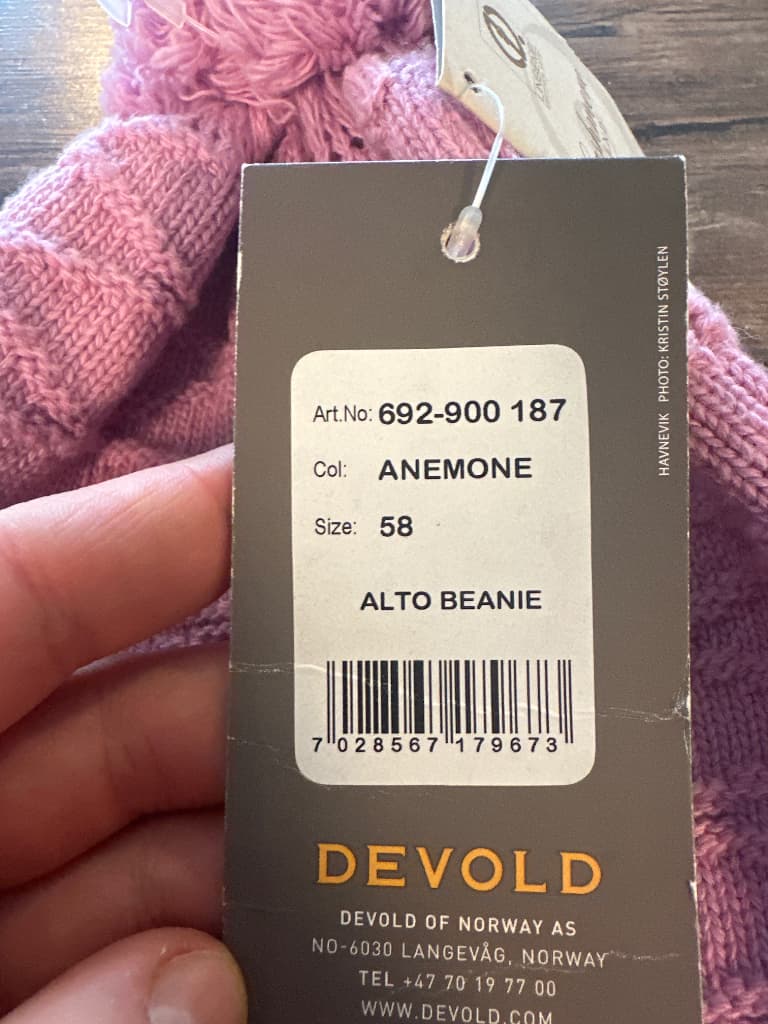 HAVNEVIK PHOTO: KRISTIN STØYLEN
Art.No: 692-900 187
Col: ANEMONE
Size: 58
ALTO BEANIE
7 028567 179673
DEVOLD
DEVOLD OF NORWAY AS
NO-6030 LANGEVÅG, NORWAY
TEL +47 70 19 77 00
WWW.DEVOLD.COM